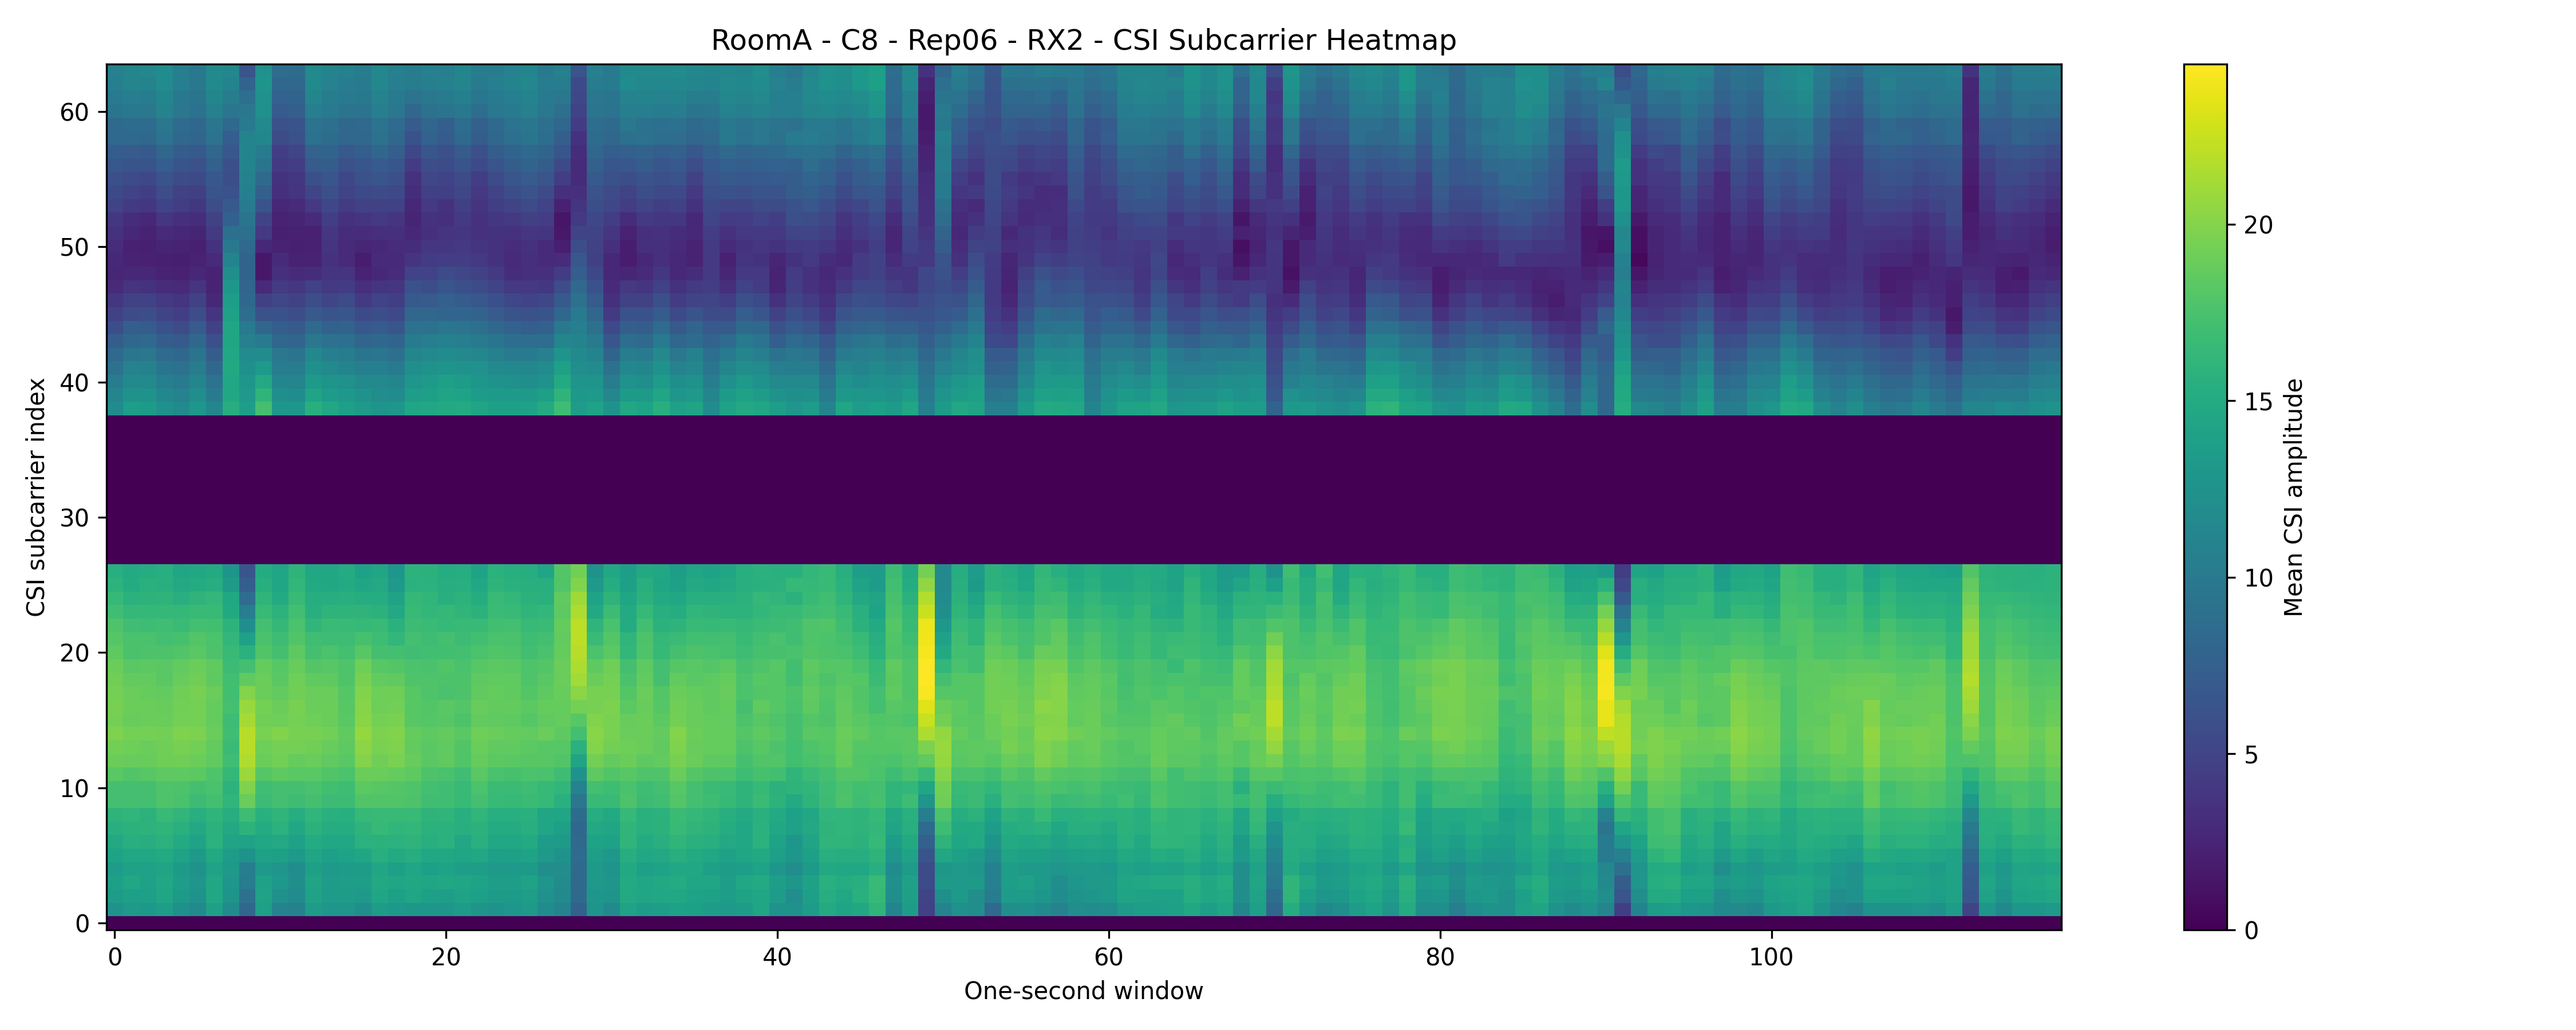 RoomA - C8 - Rep06 - RX2 - CSI Subcarrier Heatmap
CSI subcarrier index
60
50
40
30
20
10
0
0 20 40 60 80 100
One-second window
20
15
10
5
0
Mean CSI amplitude